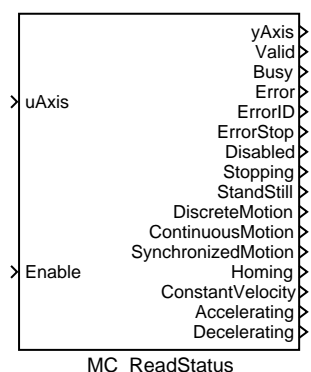 yAxis
Valid
Busy
Error
uAxis
ErrorID
ErrorStop
Disabled
Stopping
StandStill
DiscreteMotion
ContinuousMotion
SynchronizedMotion
Enable
Homing
ConstantVelocity
Accelerating
Decelerating
MC_ReadStatus